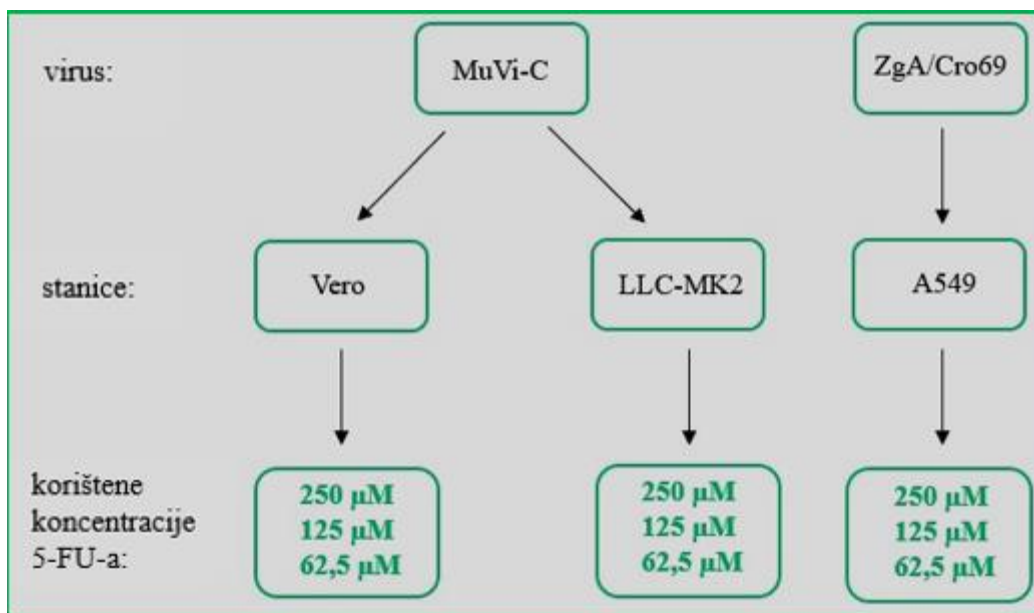 virus:
MuVi-C
ZgA/Cro69
stanice:
Vero
LLC-MK2
A549
korištene
koncentracije
5-FU-a:
250 µM
125 µM
62,5 µM
250 µM
125 µM
62,5 µM
250 µM
125 µM
62,5 µM